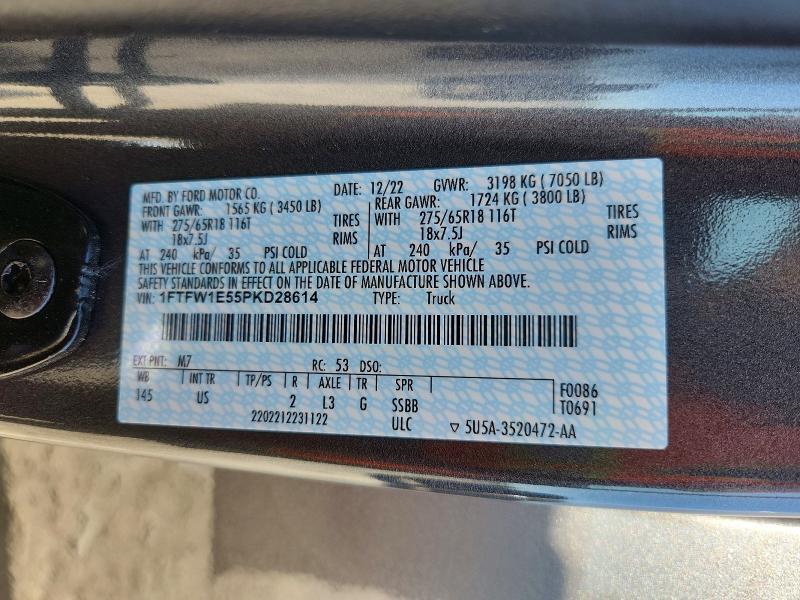 MFD. BY FORD MOTOR CO. DATE: 12/22 GVWR: 3198 KG ( 7050 LB)
FRONT GAWR: 1565 KG ( 3450 LB) REAR GAWR: 1724 KG ( 3800 LB)
WITH 275/65R18 116T TIRES WITH 275/65R18 116T TIRES
18x7.5J RIMS 18x7.5J RIMS
AT 240 kPa/ 35 PSI COLD AT 240 kPa/ 35 PSI COLD
THIS VEHICLE CONFORMS TO ALL APPLICABLE FEDERAL MOTOR VEHICLE
SAFETY STANDARDS IN EFFECT ON THE DATE OF MANUFACTURE SHOWN ABOVE.
VIN: 1FTFW1E55PKD28614 TYPE: Truck
EXT PNT: M7 RC: 53 DSO:
WB INT TR TP/PS R AXLE TR SPR F0086
145 US 2 L3 G SSBB T0691
2202212231122 ULC ▽ 5U5A-3520472-AA